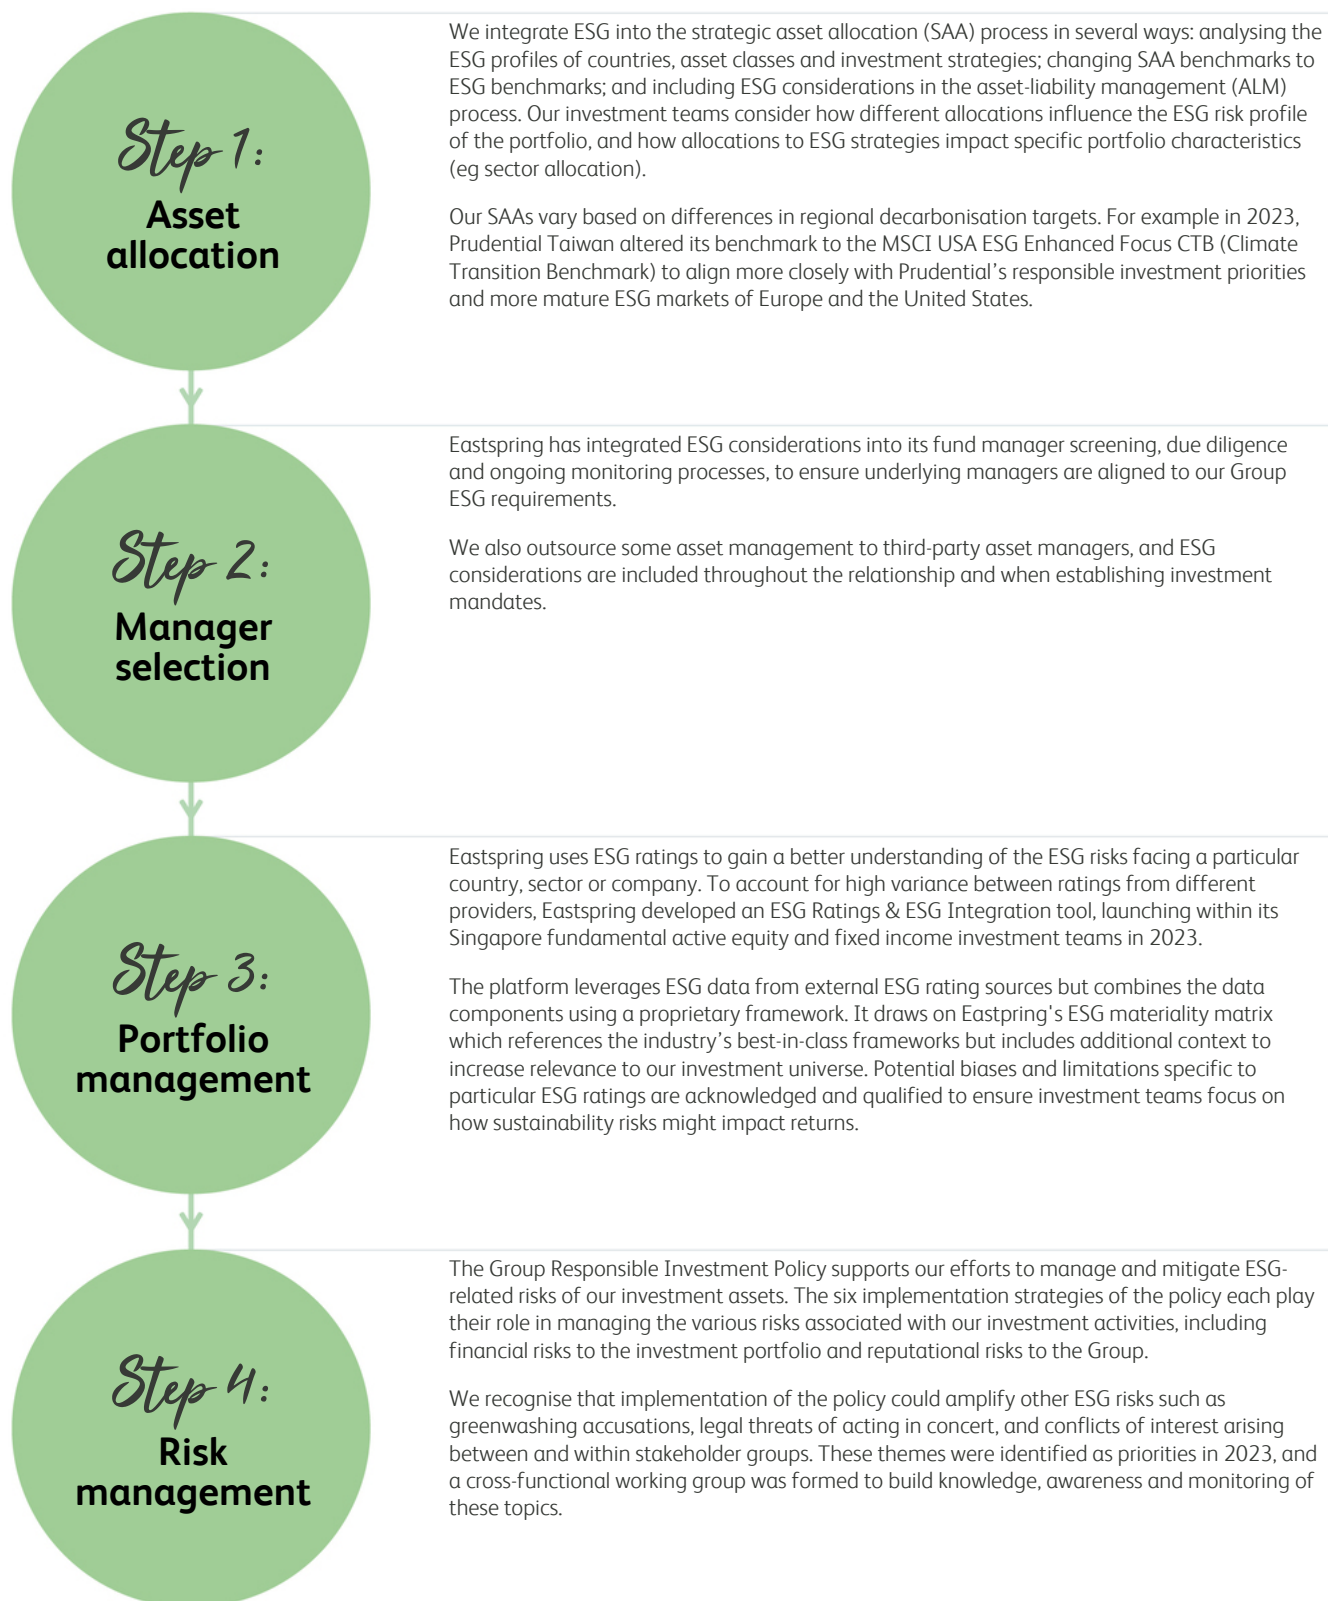 Step 1:
Asset
allocation
We integrate ESG into the strategic asset allocation (SAA) process in several ways: analysing the
ESG profiles of countries, asset classes and investment strategies; changing SAA benchmarks to
ESG benchmarks; and including ESG considerations in the asset-liability management (ALM)
process. Our investment teams consider how different allocations influence the ESG risk profile
of the portfolio, and how allocations to ESG strategies impact specific portfolio characteristics
(eg sector allocation).
Our SAAs vary based on differences in regional decarbonisation targets. For example in 2023,
Prudential Taiwan altered its benchmark to the MSCI USA ESG Enhanced Focus CTB (Climate
Transition Benchmark) to align more closely with Prudential’s responsible investment priorities
and more mature ESG markets of Europe and the United States.
Step 2:
Manager
selection
Eastspring has integrated ESG considerations into its fund manager screening, due diligence
and ongoing monitoring processes, to ensure underlying managers are aligned to our Group
ESG requirements.
We also outsource some asset management to third-party asset managers, and ESG
considerations are included throughout the relationship and when establishing investment
mandates.
Step 3:
Portfolio
management
Eastspring uses ESG ratings to gain a better understanding of the ESG risks facing a particular
country, sector or company. To account for high variance between ratings from different
providers, Eastspring developed an ESG Ratings & ESG Integration tool, launching within its
Singapore fundamental active equity and fixed income investment teams in 2023.
The platform leverages ESG data from external ESG rating sources but combines the data
components using a proprietary framework. It draws on Eastpring's ESG materiality matrix
which references the industry’s best-in-class frameworks but includes additional context to
increase relevance to our investment universe. Potential biases and limitations specific to
particular ESG ratings are acknowledged and qualified to ensure investment teams focus on
how sustainability risks might impact returns.
Step 4:
Risk
management
The Group Responsible Investment Policy supports our efforts to manage and mitigate ESG-
related risks of our investment assets. The six implementation strategies of the policy each play
their role in managing the various risks associated with our investment activities, including
financial risks to the investment portfolio and reputational risks to the Group.
We recognise that implementation of the policy could amplify other ESG risks such as
greenwashing accusations, legal threats of acting in concert, and conflicts of interest arising
between and within stakeholder groups. These themes were identified as priorities in 2023, and
a cross-functional working group was formed to build knowledge, awareness and monitoring of
these topics.